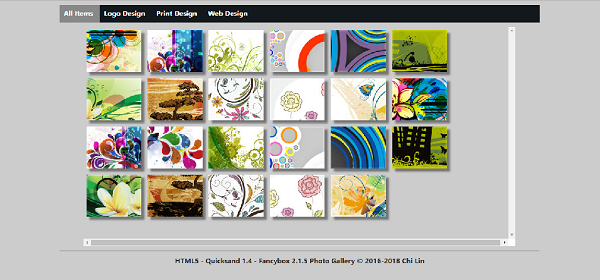 All Items Logo Design Print Design Web Design
HTML5 - Quicksand 1.4 - Fancybox 2.1.5 Photo Gallery © 2016-2018 Chi Lin